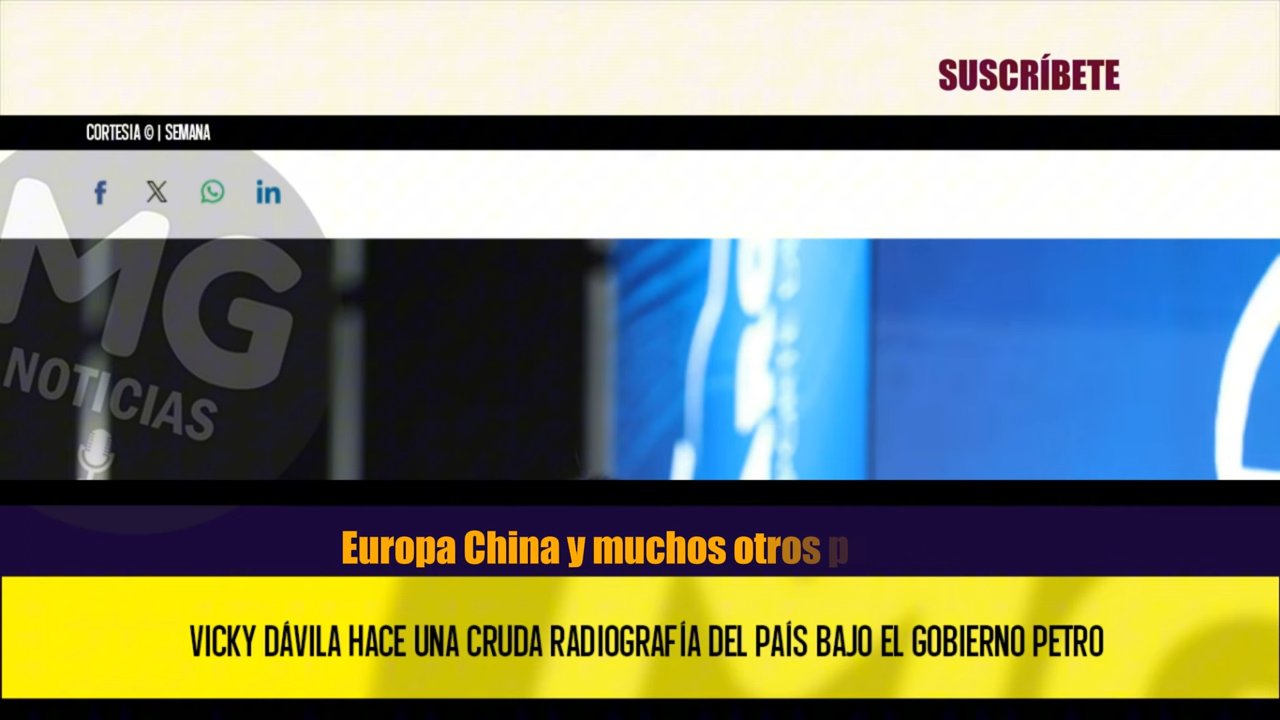 SUSCRÍBETE
CORTESIA © | SEMANA
MG
NOTICIAS
Europa China y muchos otros p
VICKY DÁVILA HACE UNA CRUDA RADIOGRAFÍA DEL PAÍS BAJO EL GOBIERNO PETRO